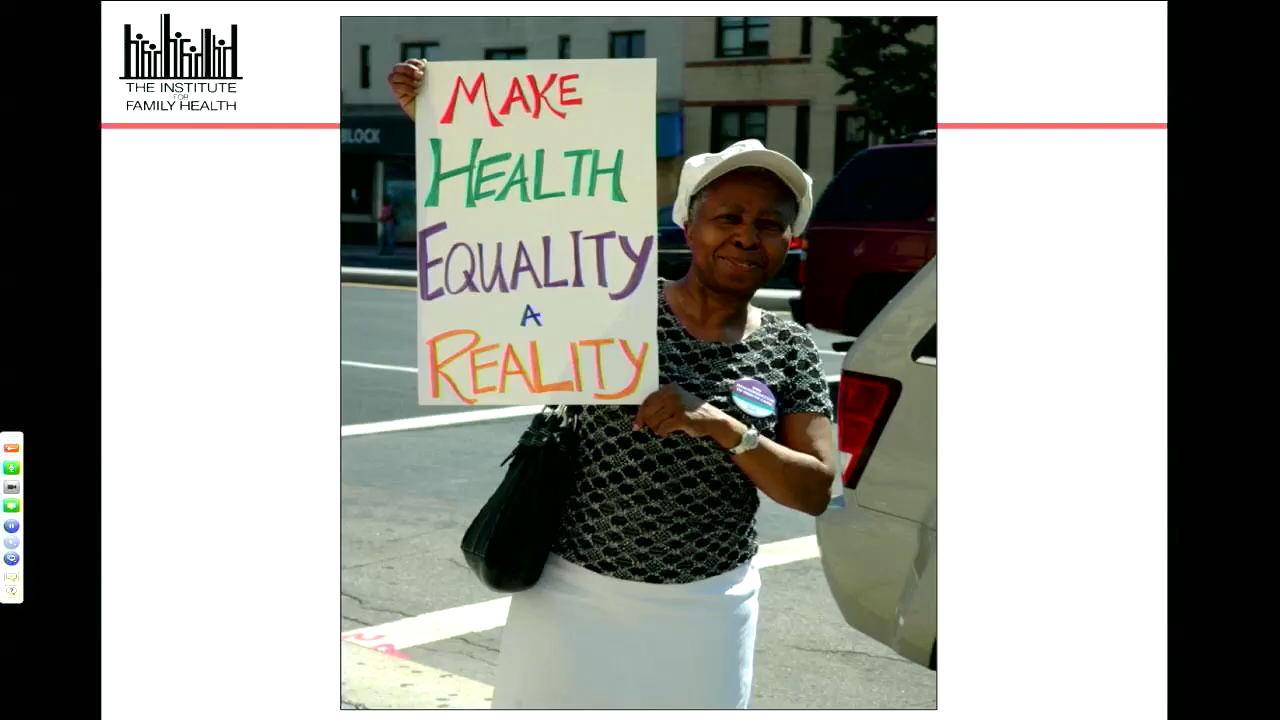 THE INSTITUTE
FOR
FAMILY HEALTH
BLOCK
MAKE
HEALTH
EQUALITY
A
REALITY